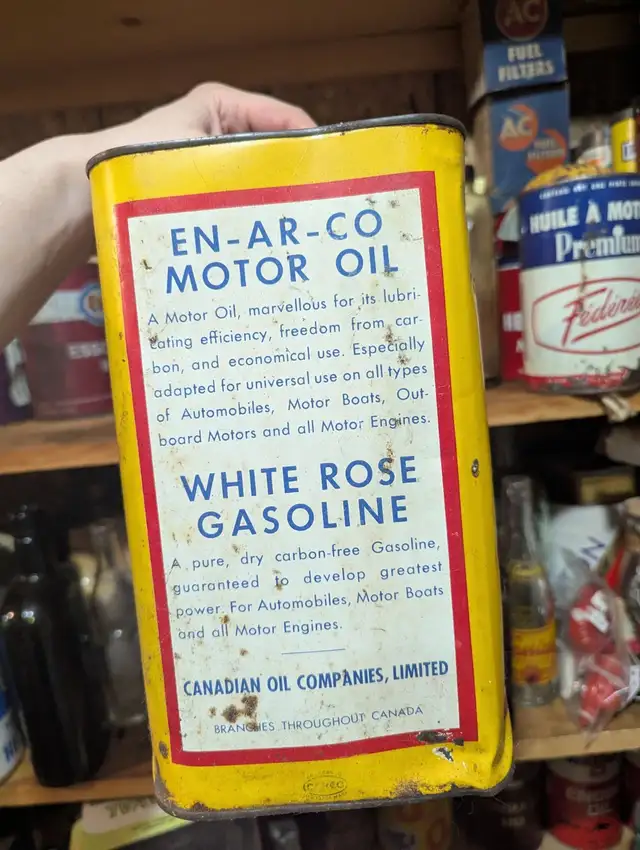 EN-AR-CO
MOTOR OIL
A Motor Oil, marvellous for its lubri-
cating efficiency, freedom from car-
bon, and economical use. Especially
adapted for universal use on all types
of Automobiles, Motor Boats, Out-
board Motors and all Motor Engines.
WHITE ROSE
GASOLINE
A pure, dry carbon-free Gasoline,
guaranteed to develop greatest
power. For Automobiles, Motor Boats
and all Motor Engines.
CANADIAN OIL COMPANIES, LIMITED
BRANCHES THROUGHOUT CANADA
AC
FUEL
FILTERS
AC
HUILE À MOT
Premium